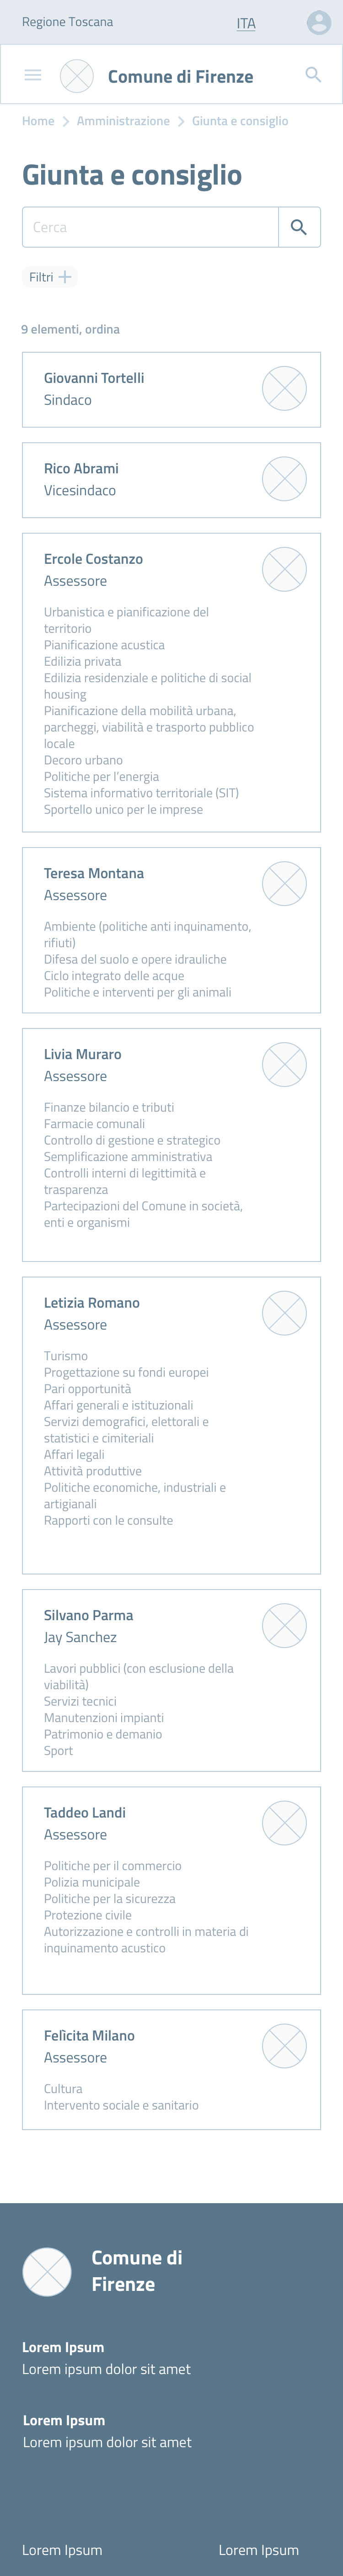 Regione Toscana
ITA
Comune di Firenze
Home
Amministrazione
Giunta e consiglio
Giunta e consiglio
Cerca
Filtri
9 elementi, ordina
Giovanni Tortelli
Sindaco
Rico Abrami
Vicesindaco
Ercole Costanzo
Assessore
Urbanistica e pianificazione del
territorio
Pianificazione acustica
Edilizia privata
Edilizia residenziale e politiche di social
housing
Pianificazione della mobilità urbana,
parcheggi, viabilità e trasporto pubblico
locale
Decoro urbano
Politiche per l'energia
Sistema informativo territoriale (SIT)
Sportello unico per le imprese
Teresa Montana
Assessore
Ambiente (politiche anti inquinamento,
rifiuti)
Difesa del suolo e opere idrauliche
Ciclo integrato delle acque
Politiche e interventi per gli animali
Livia Muraro
Assessore
Finanze bilancio e tributi
Farmacie comunali
Controllo di gestione e strategico
Semplificazione amministrativa
Controlli interni di legittimità e
trasparenza
Partecipazioni del Comune in società,
enti e organismi
Letizia Romano
Assessore
Turismo
Progettazione su fondi europei
Pari opportunità
Affari generali e istituzionali
Servizi demografici, elettorali e
statistici e cimiteriali
Affari legali
Attività produttive
Politiche economiche, industriali e
artigianali
Rapporti con le consulte
Silvano Parma
Jay Sanchez
Lavori pubblici (con esclusione della
viabilità)
Servizi tecnici
Manutenzioni impianti
Patrimonio e demanio
Sport
Taddeo Landi
Assessore
Politiche per il commercio
Polizia municipale
Politiche per la sicurezza
Protezione civile
Autorizzazione e controlli in materia di
inquinamento acustico
Felìcita Milano
Assessore
Cultura
Intervento sociale e sanitario
Comune di
Firenze
Lorem Ipsum
Lorem ipsum dolor sit amet
Lorem Ipsum
Lorem ipsum dolor sit amet
Lorem Ipsum
Lorem Ipsum